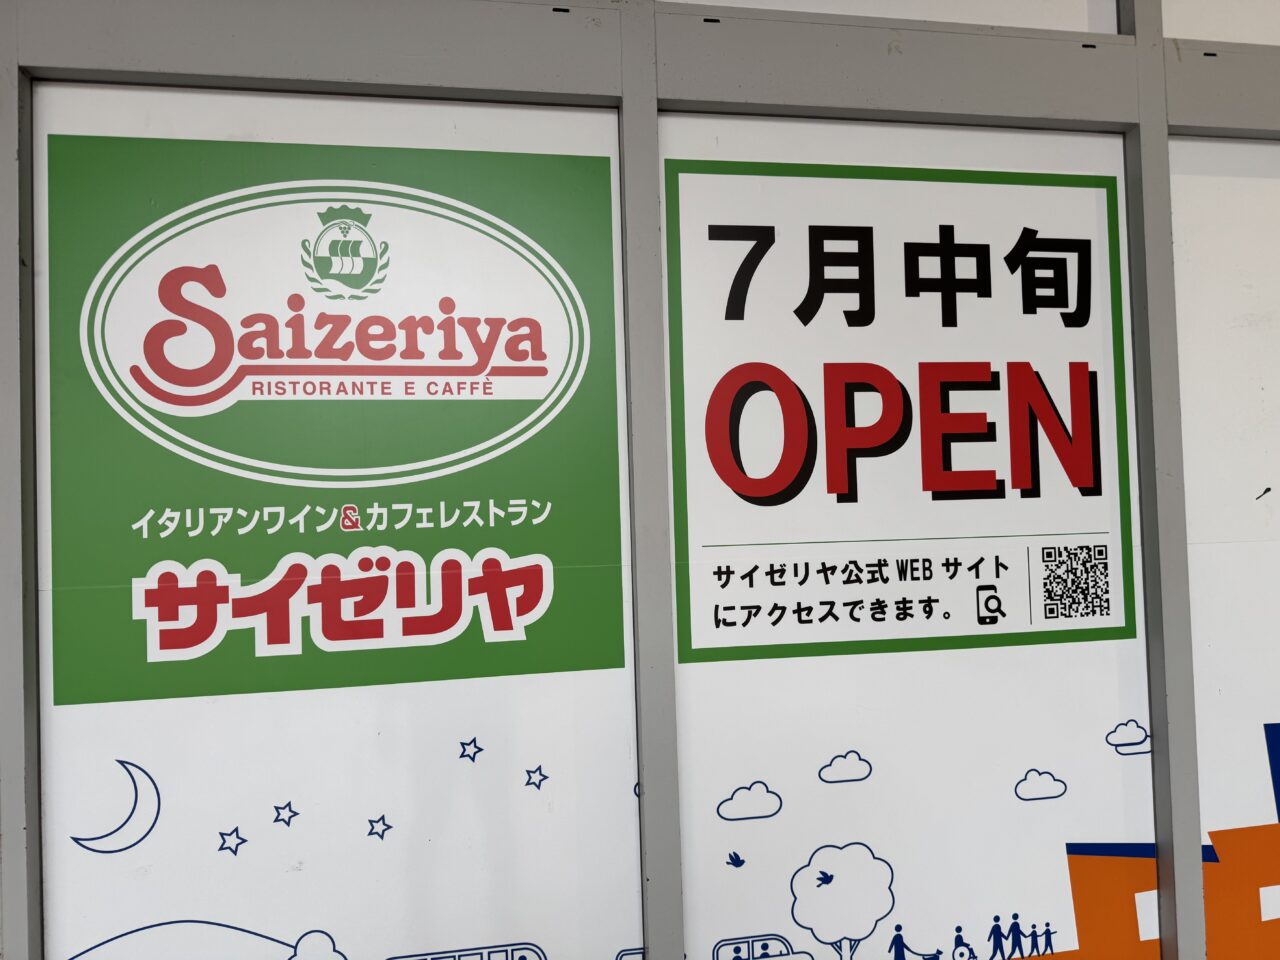 Saizeriya
RISTORANTE E CAFFÈ
イタリアンワイン&カフェレストラン
サイゼリヤ
7月中旬
OPEN
サイゼリヤ公式WEBサイト
にアクセスできます。